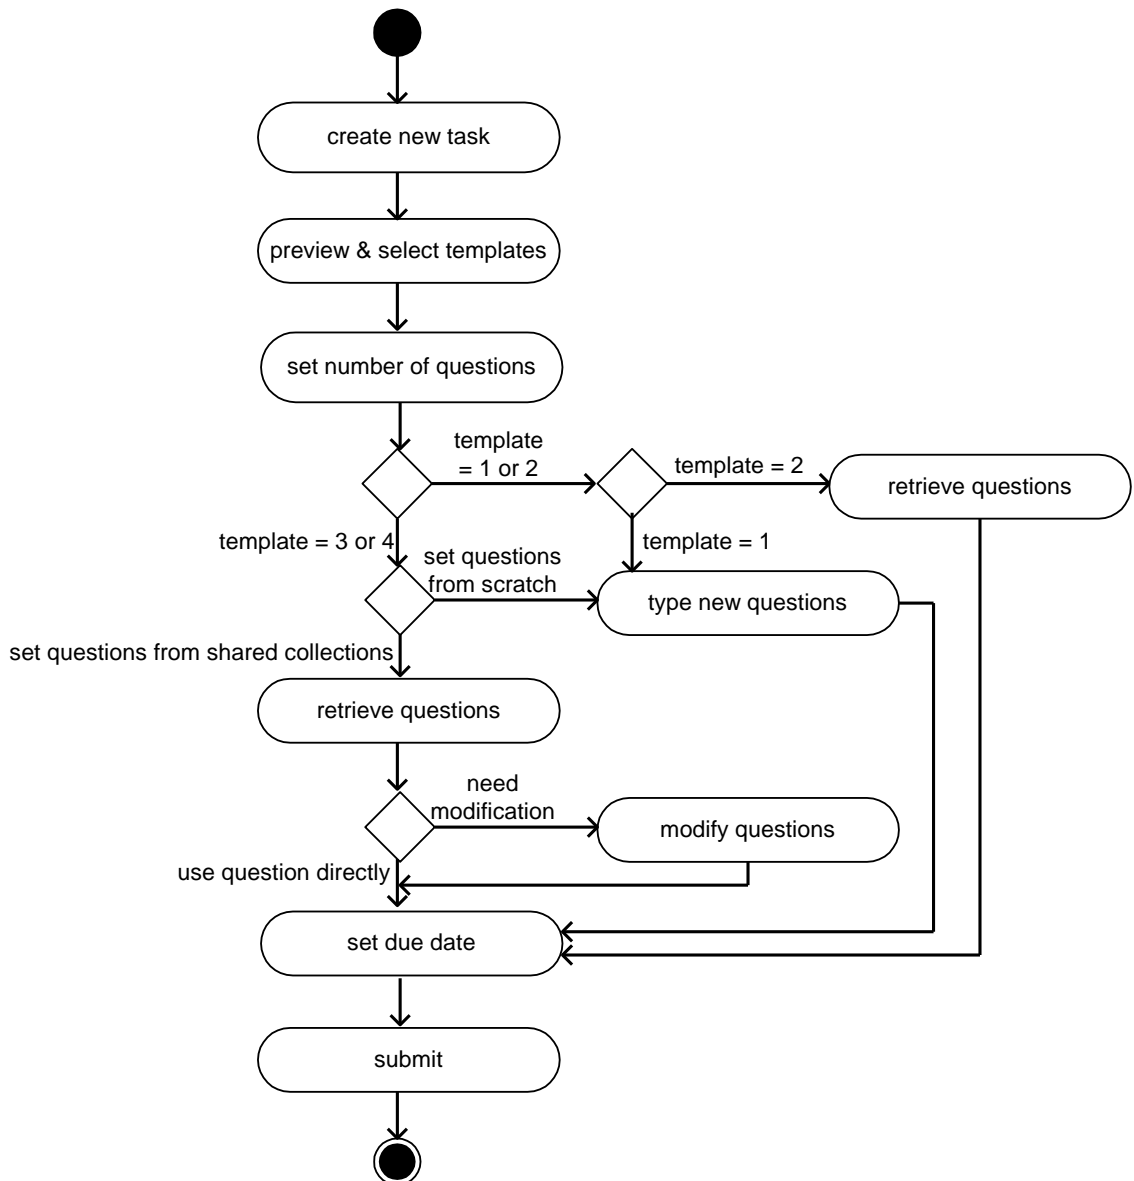 create new task
preview & select templates
set number of questions
template
= 1 or 2
template = 2
retrieve questions
template = 3 or 4
set questions
from scratch
template = 1
type new questions
set questions from shared collections
retrieve questions
need
modification
modify questions
use question directly
set due date
submit